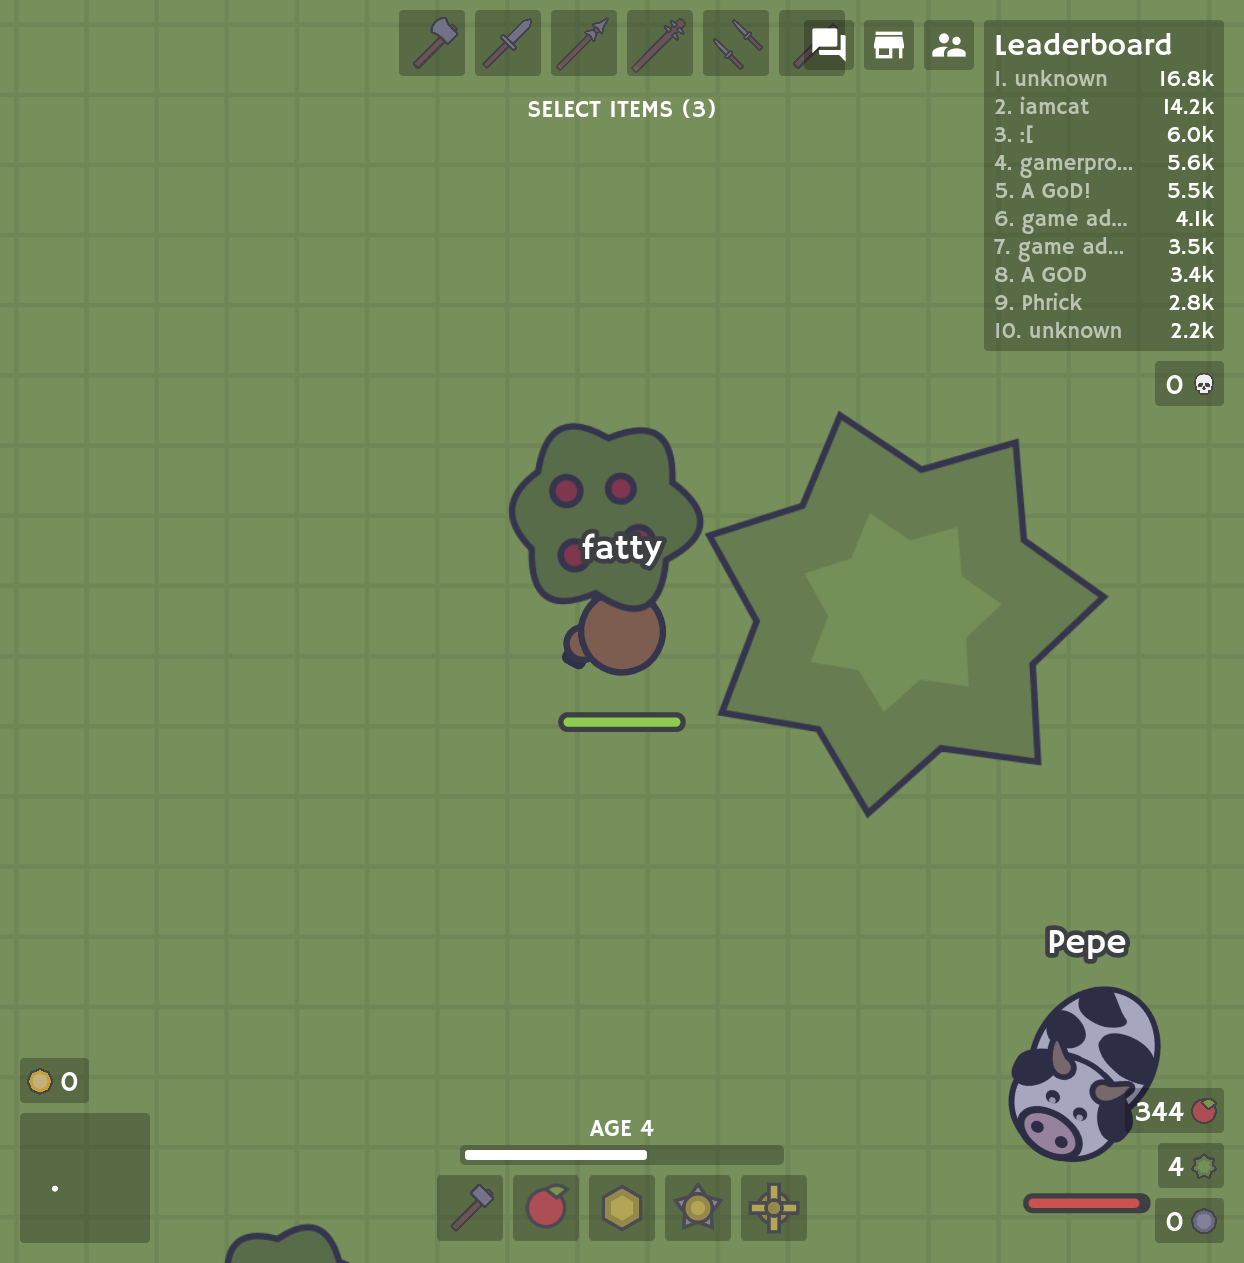 SELECT ITEMS (3)
Leaderboard
1. unknown 16.8k
2. iamcat 14.2k
3. :[ 6.0k
4. gamerpro... 5.6k
5. A GoD! 5.5k
6. game ad... 4.1k
7. game ad... 3.5k
8. A GOD 3.4k
9. Phrick 2.8k
10. unknown 2.2k
0
fatty
Pepe
0
344
AGE 4
4
0